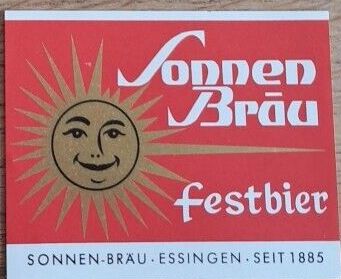 Sonnen
Bräu
festbier
SONNEN-BRÄU · ESSINGEN · SEIT 1885